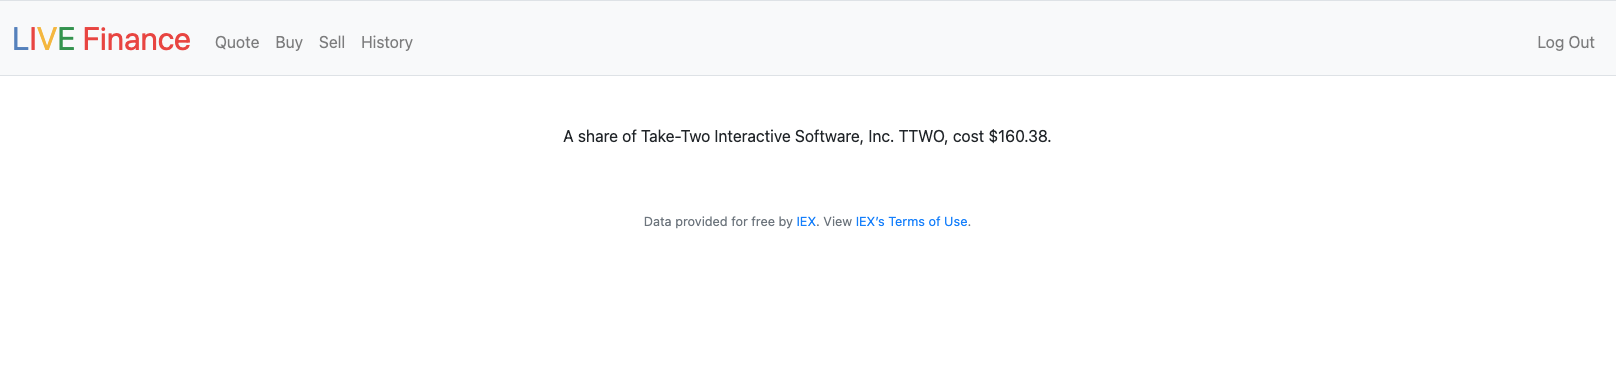 LIVE Finance Quote Buy Sell History Log Out
A share of Take-Two Interactive Software, Inc. TTWO, cost $160.38.
Data provided for free by IEX. View IEX’s Terms of Use.